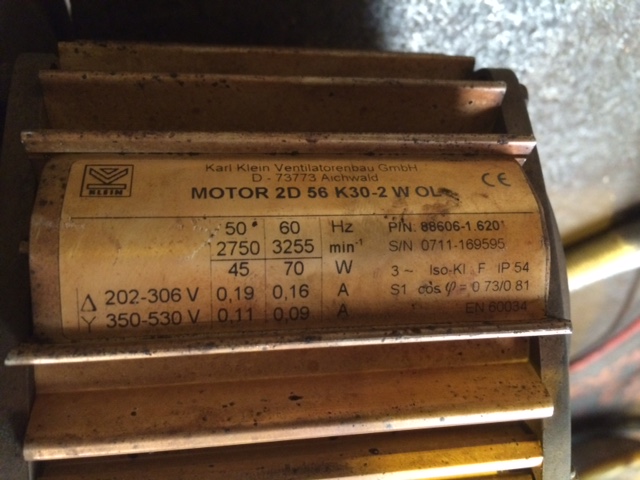 KLEIN
Karl Klein Ventilatorenbau GmbH
D - 73773 Aichwald
MOTOR 2D 56 K30-2 W OL
CE
50 60 Hz
2750 3255 min⁻¹
45 70 W
Δ 202-306 V 0,19 0,16 A
Y 350-530 V 0,11 0,09 A
P/N: 88606-1.620
S/N 0711-169595
3 ~ Iso-Kl F IP 54
S1 cos φ = 0.73/0.81
EN 60034